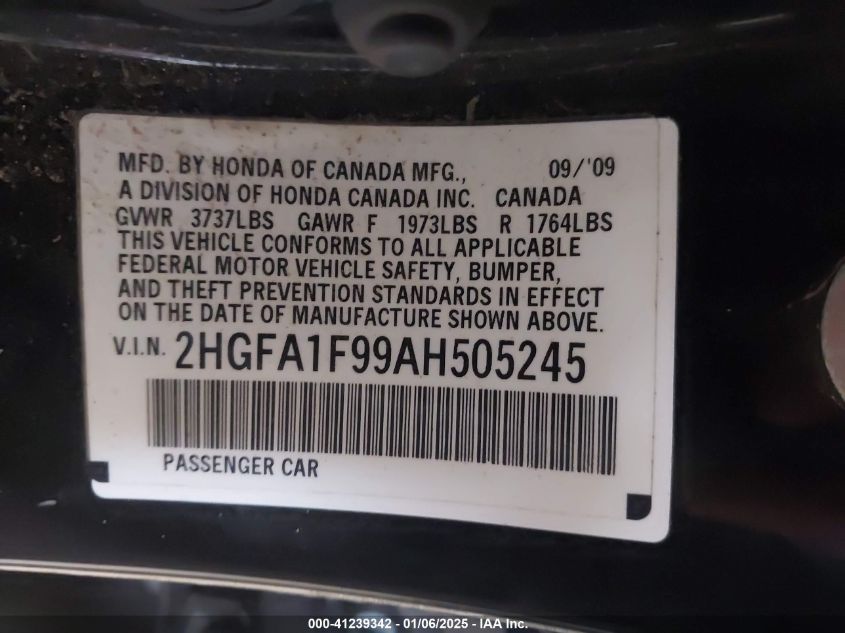 MFD. BY HONDA OF CANADA MFG., 09/'09
A DIVISION OF HONDA CANADA INC. CANADA
GVWR 3737LBS GAWR F 1973LBS R 1764LBS
THIS VEHICLE CONFORMS TO ALL APPLICABLE
FEDERAL MOTOR VEHICLE SAFETY, BUMPER,
AND THEFT PREVENTION STANDARDS IN EFFECT
ON THE DATE OF MANUFACTURE SHOWN ABOVE.
V.I.N. 2HGFA1F99AH505245
PASSENGER CAR
000-41239342 - 01/06/2025 - IAAI.COM